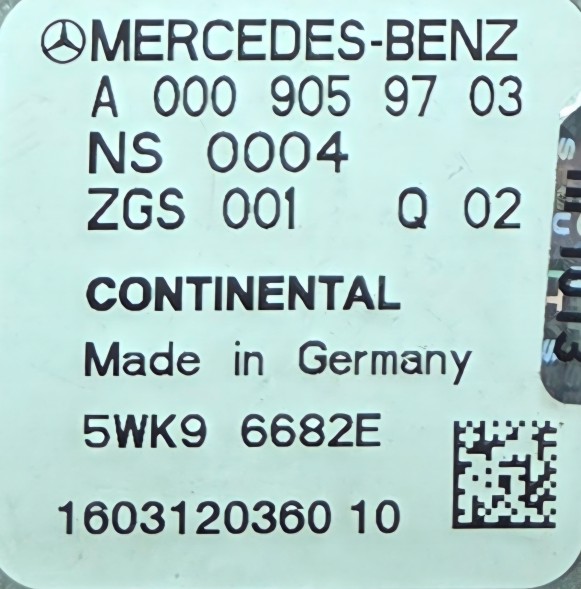 MERCEDES-BENZ
A 000 905 97 03
NS 0004
ZGS 001 Q 02
CONTINENTAL
Made in Germany
5WK9 6682E
1603120360 10
1013